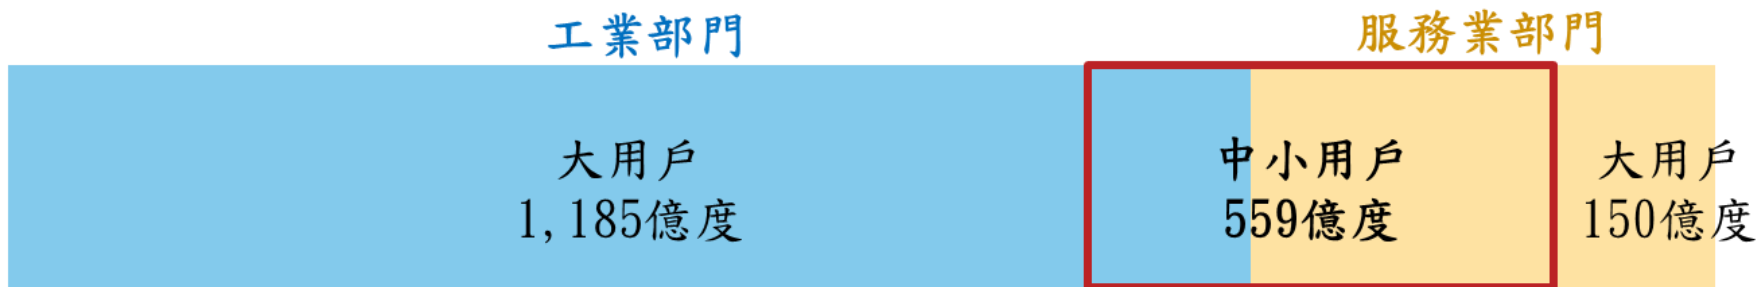 工業部門
服務業部門
大用戶
1,185億度
中小用戶
559億度
大用戶
150億度